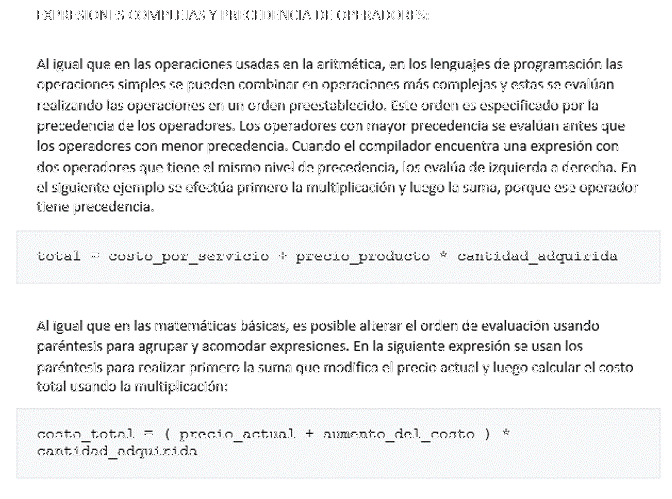 EXPRESIONES COMPLEJAS Y PRECEDENCIA DE OPERADORES:
Al igual que en las operaciones usadas en la aritmética, en los lenguajes de programación las
operaciones simples se pueden combinar en operaciones más complejas y estas se evalúan
realizando las operaciones en un orden preestablecido. Este orden es especificado por la
precedencia de los operadores. Los operadores con mayor precedencia se evalúan antes que
los operadores con menor precedencia. Cuando el compilador encuentra una expresión con
dos operadores que tiene el mismo nivel de precedencia, los evalúa de izquierda a derecha. En
el siguiente ejemplo se efectúa primero la multiplicación y luego la suma, porque ese operador
tiene precedencia.
total = costo_por_servicio + precio_producto * cantidad_adquirida
Al igual que en las matemáticas básicas, es posible alterar el orden de evaluación usando
paréntesis para agrupar y acomodar expresiones. En la siguiente expresión se usan los
paréntesis para realizar primero la suma que modifica el precio actual y luego calcular el costo
total usando la multiplicación:
costo_total = ( precio_actual + aumento_del_costo ) *
cantidad_adquirida